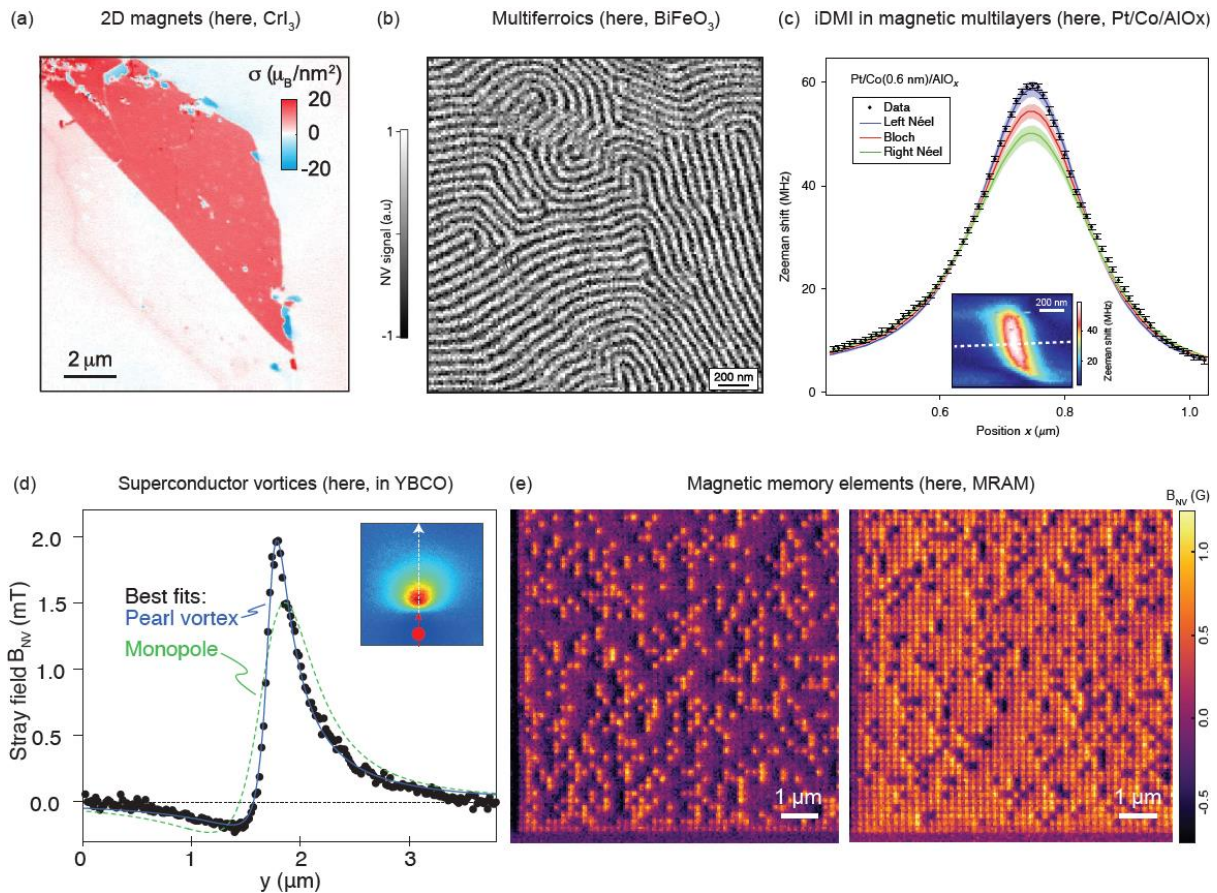 (a) 2D magnets (here, CrI₃)
σ (μ_B/nm²)
20
0
-20
2 μm
(b) Multiferroics (here, BiFeO₃)
1
NV signal (a.u)
-1
200 nm
(c) iDMI in magnetic multilayers (here, Pt/Co/AlOx)
Pt/Co(0.6 nm)/AlOₓ
Data
Left Néel
Bloch
Right Néel
60
40
20
0
Zeeman shift (MHz)
200 nm
40
20
Zeeman shift (MHz)
0.6
0.8
1.0
Position x (μm)
(d) Superconductor vortices (here, in YBCO)
2.0
1.5
1.0
0.5
0.0
Stray field B_NV (mT)
Best fits:
Pearl vortex
Monopole
0
1
2
3
y (μm)
(e) Magnetic memory elements (here, MRAM)
1 μm
1 μm
B_NV (G)
1.0
0.5
0.0
-0.5